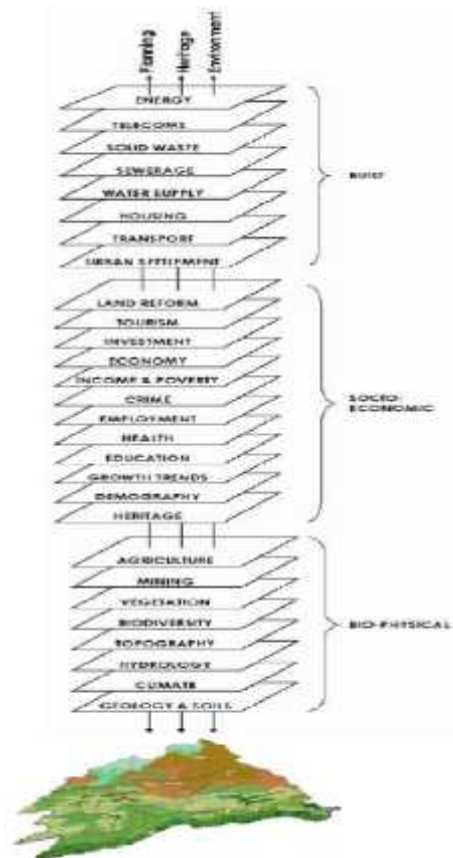 Planning
Heritage
Environment
ENERGY
TELECOMS
SOLID WASTE
SEWERAGE
WATER SUPPLY
HOUSING
TRANSPORT
URBAN SETTLEMENT
BUILT
LAND REFORM
TOURISM
INVESTMENT
ECONOMY
INCOME & POVERTY
CRIME
EMPLOYMENT
HEALTH
EDUCATION
GROWTH TRENDS
DEMOGRAPHY
HERITAGE
SOCIO-
ECONOMIC
AGRICULTURE
MINING
VEGETATION
BIODIVERSITY
TOPOGRAPHY
HYDROLOGY
CLIMATE
GEOLOGY & SOILS
BIO-PHYSICAL